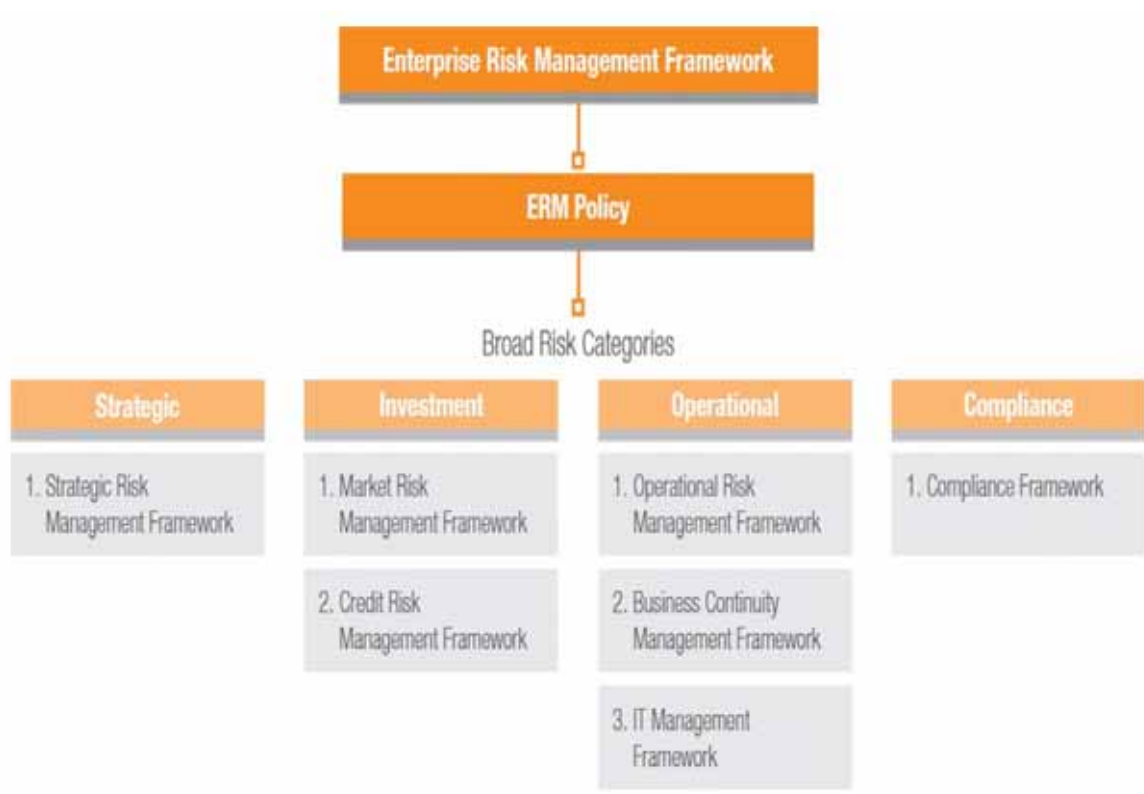 Enterprise Risk Management Framework
ERM Policy
Broad Risk Categories
Strategic
1. Strategic Risk
Management Framework
Investment
1. Market Risk
Management Framework
2. Credit Risk
Management Framework
Operational
1. Operational Risk
Management Framework
2. Business Continuity
Management Framework
3. IT Management
Framework
Compliance
1. Compliance Framework